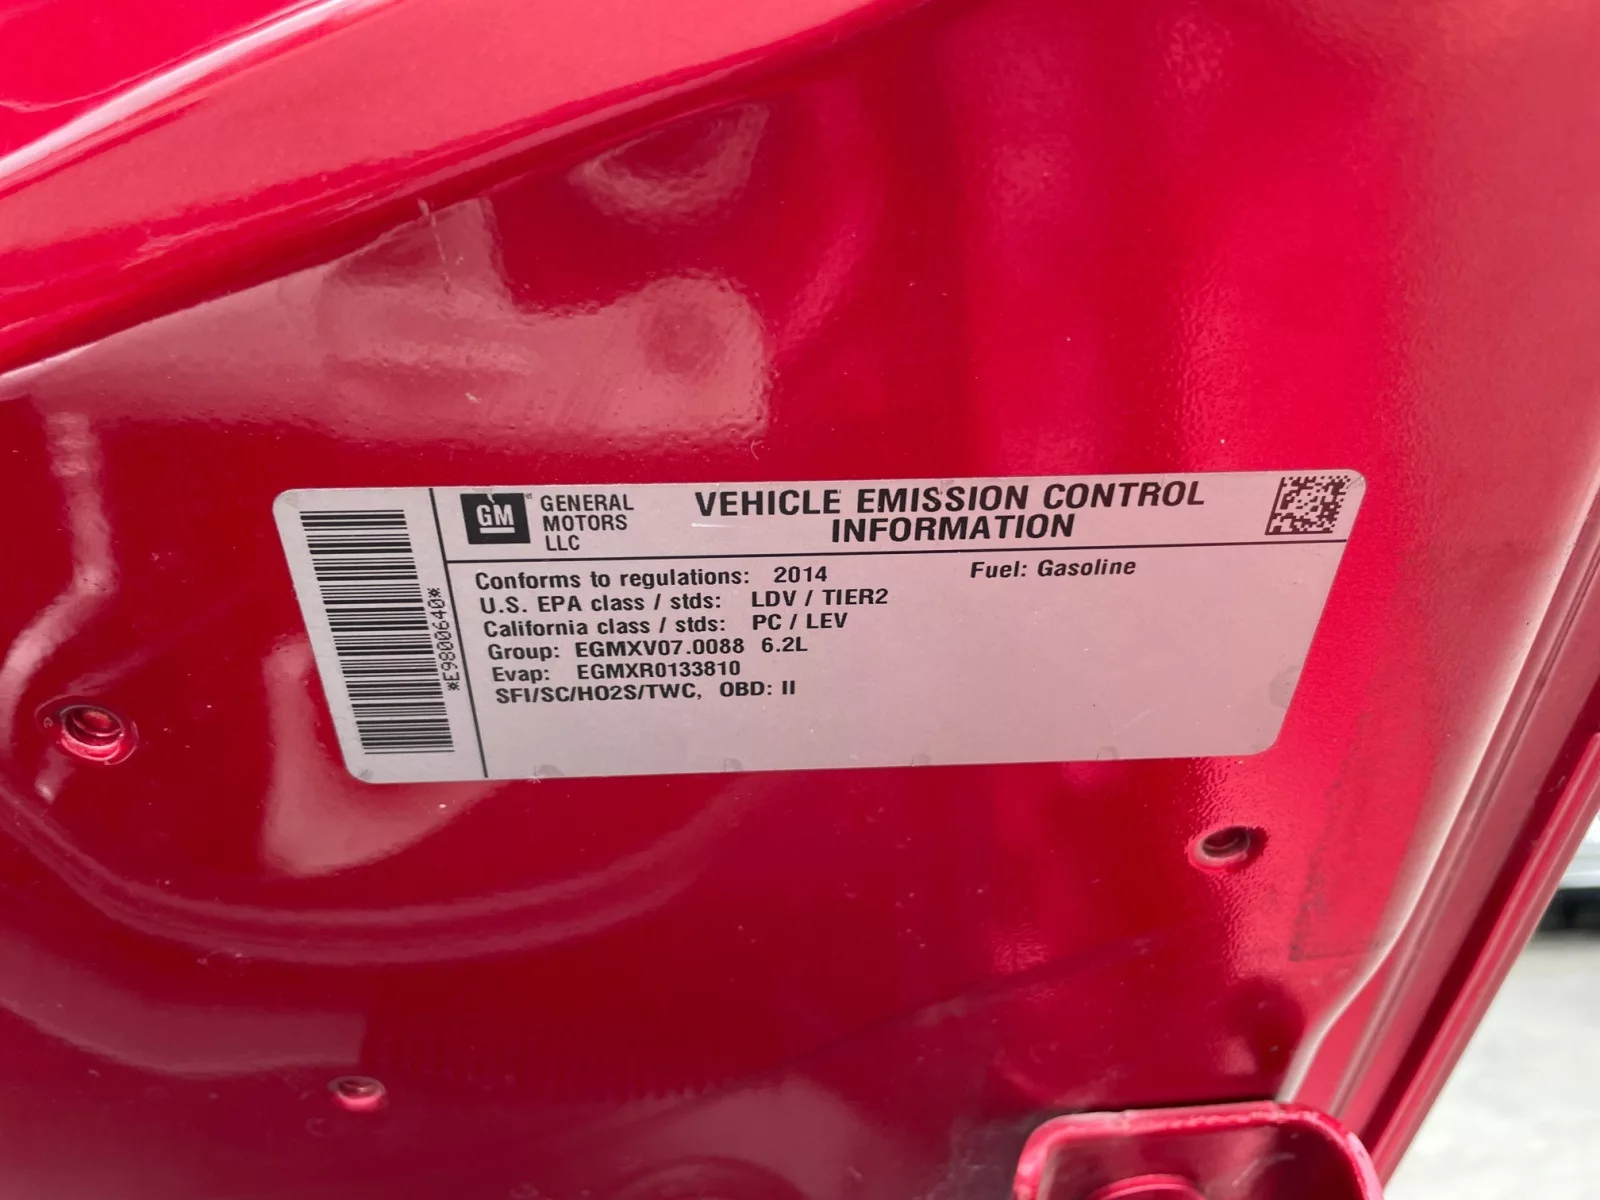 *E9800640*
GM
GENERAL
MOTORS
LLC
VEHICLE EMISSION CONTROL
INFORMATION
Conforms to regulations: 2014 Fuel: Gasoline
U.S. EPA class / stds: LDV / TIER2
California class / stds: PC / LEV
Group: EGMXV07.0088 6.2L
Evap: EGMXR0133810
SFI/SC/HO2S/TWC, OBD: II